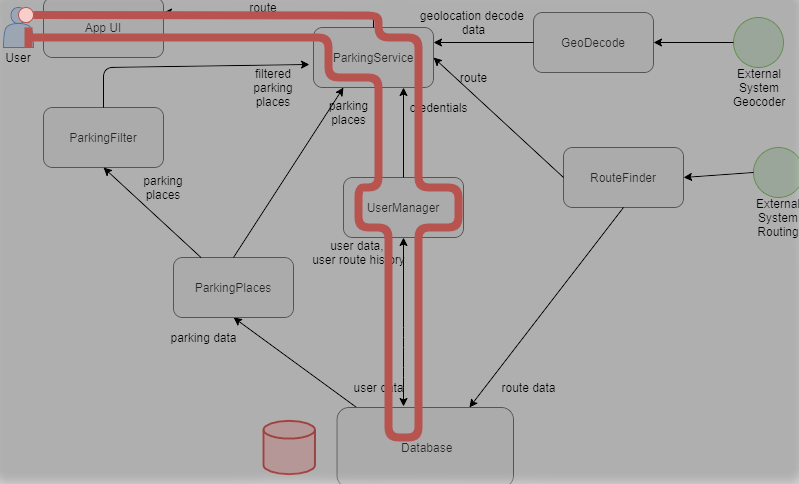 route
App UI
User
ParkingService
geolocation decode
data
GeoDecode
External
System
Geocoder
filtered
parking
places
parking
places
credentials
route
ParkingFilter
parking
places
UserManager
RouteFinder
External
System
Routing
user data,
user route history
ParkingPlaces
parking data
user data
route data
Database